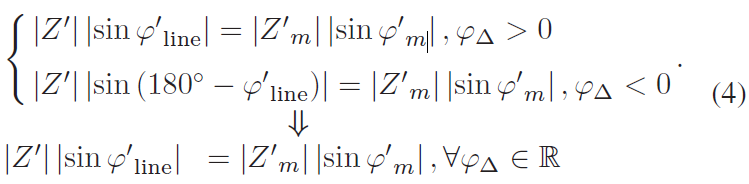 |Z′| |sin φ′line| = |Z′m| |sin φ′m| , φΔ > 0
|Z′| |sin (180° − φ′line)| = |Z′m| |sin φ′m| , φΔ < 0 .
(4)
⇓
|Z′| |sin φ′line| = |Z′m| |sin φ′m| , ∀φΔ ∈ ℝ